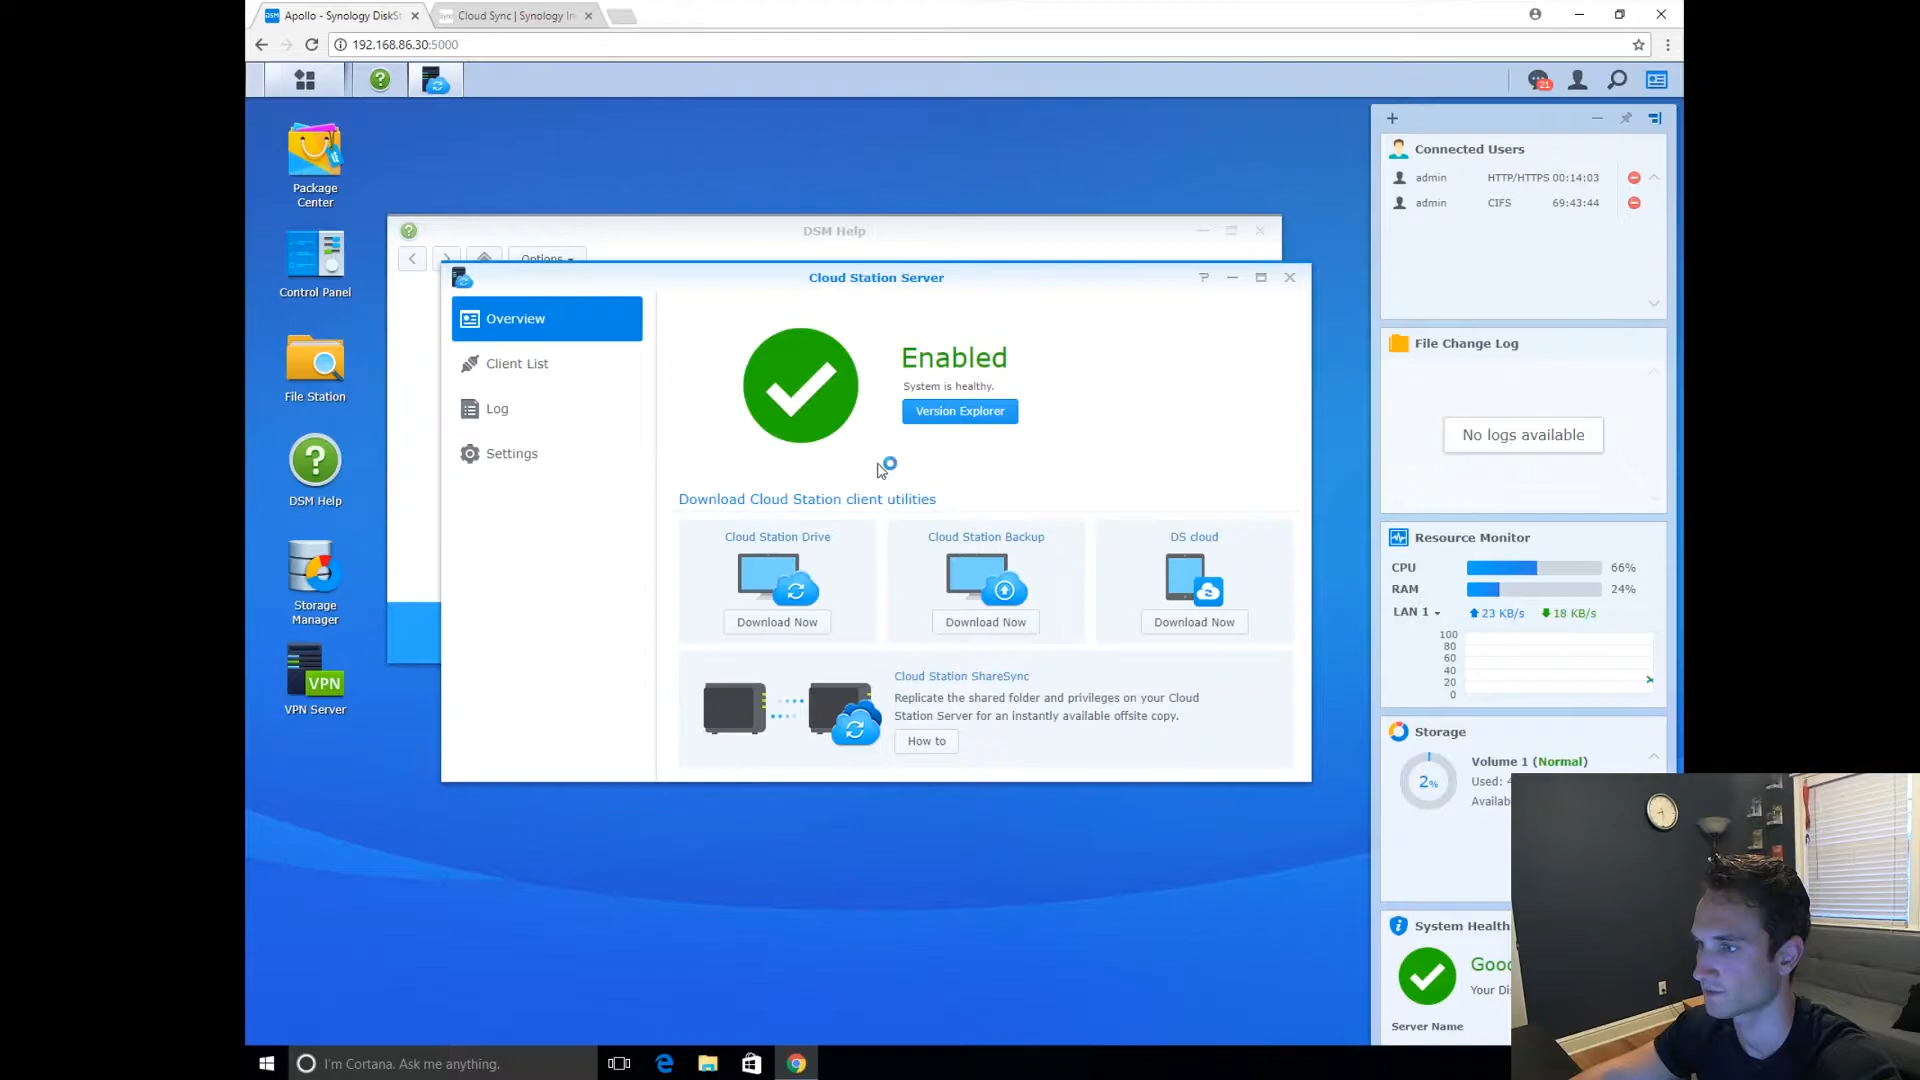 Apollo - Synology DiskSt
Cloud Sync | Synology In
192.168.86.30:5000
21
Package
Center
Control Panel
File Station
DSM Help
Storage
Manager
VPN
VPN Server
DSM Help
Options
Cloud Station Server
Overview
Client List
Log
Settings
Enabled
System is healthy.
Version Explorer
Download Cloud Station client utilities
Cloud Station Drive
Download Now
Cloud Station Backup
Download Now
DS cloud
Download Now
Cloud Station ShareSync
Replicate the shared folder and privileges on your Cloud
Station Server for an instantly available offsite copy.
How to
Connected Users
admin HTTP/HTTPS 00:14:03
admin CIFS 69:43:44
File Change Log
No logs available
Resource Monitor
CPU 66%
RAM 24%
LAN 1 23 KB/s 18 KB/s
100
80
60
40
20
0
Storage
2%
Volume 1 (Normal)
Used: 4
Availab
System Health
Good
Your Di
Server Name
I'm Cortana. Ask me anything.